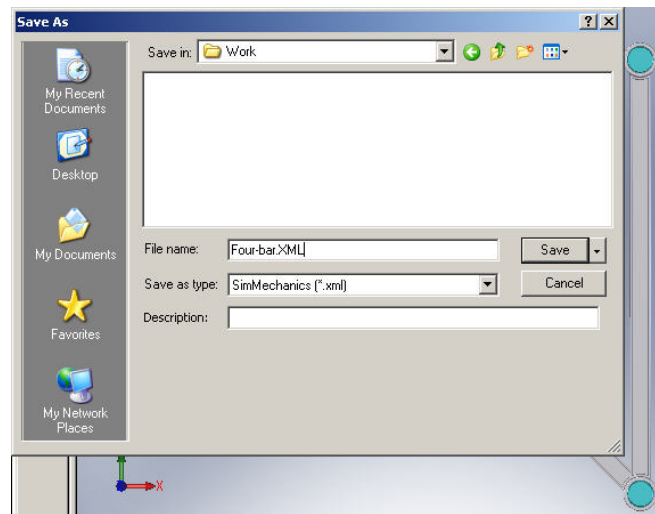 Save As
Save in: Work
My Recent
Documents
Desktop
My Documents
File name: Four-bar.XML
Save
Save as type: SimMechanics (*.xml)
Cancel
Description:
Favorites
My Network
Places
X